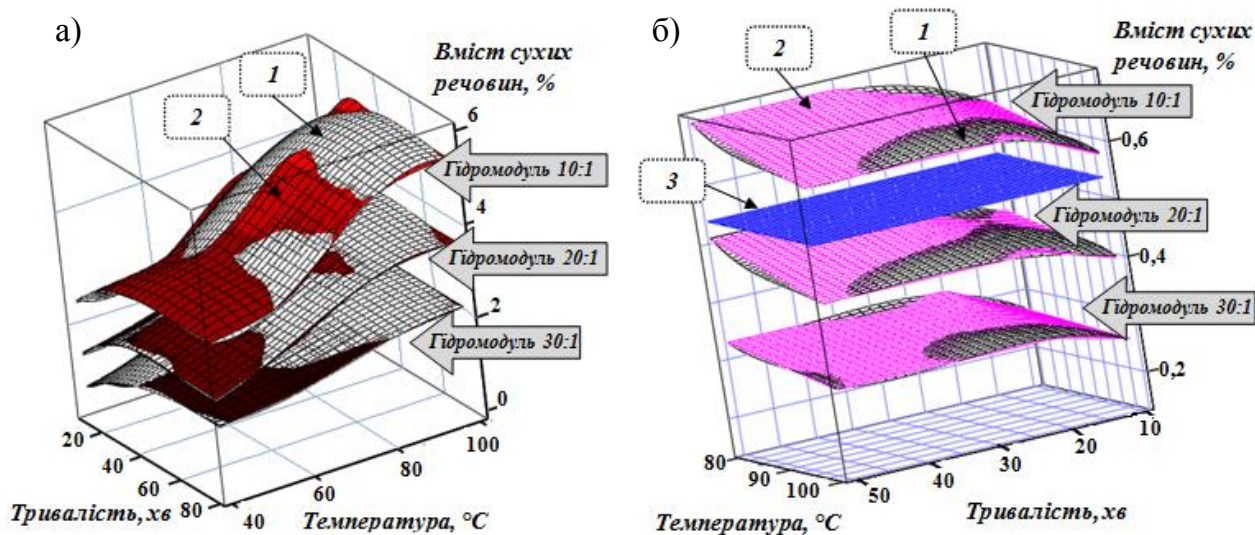 а)
Вміст сухих
речовин, %
1
2
6
Гідромодуль 10:1
4
Гідромодуль 20:1
2
Гідромодуль 30:1
0
20
40
60
80
40
60
80
100
Тривалість, хв
Температура, °С
б)
Вміст сухих
речовин, %
1
2
3
Гідромодуль 10:1
0,6
Гідромодуль 20:1
0,4
Гідромодуль 30:1
0,2
80
90
100
50
40
30
20
10
Температура, °С
Тривалість, хв